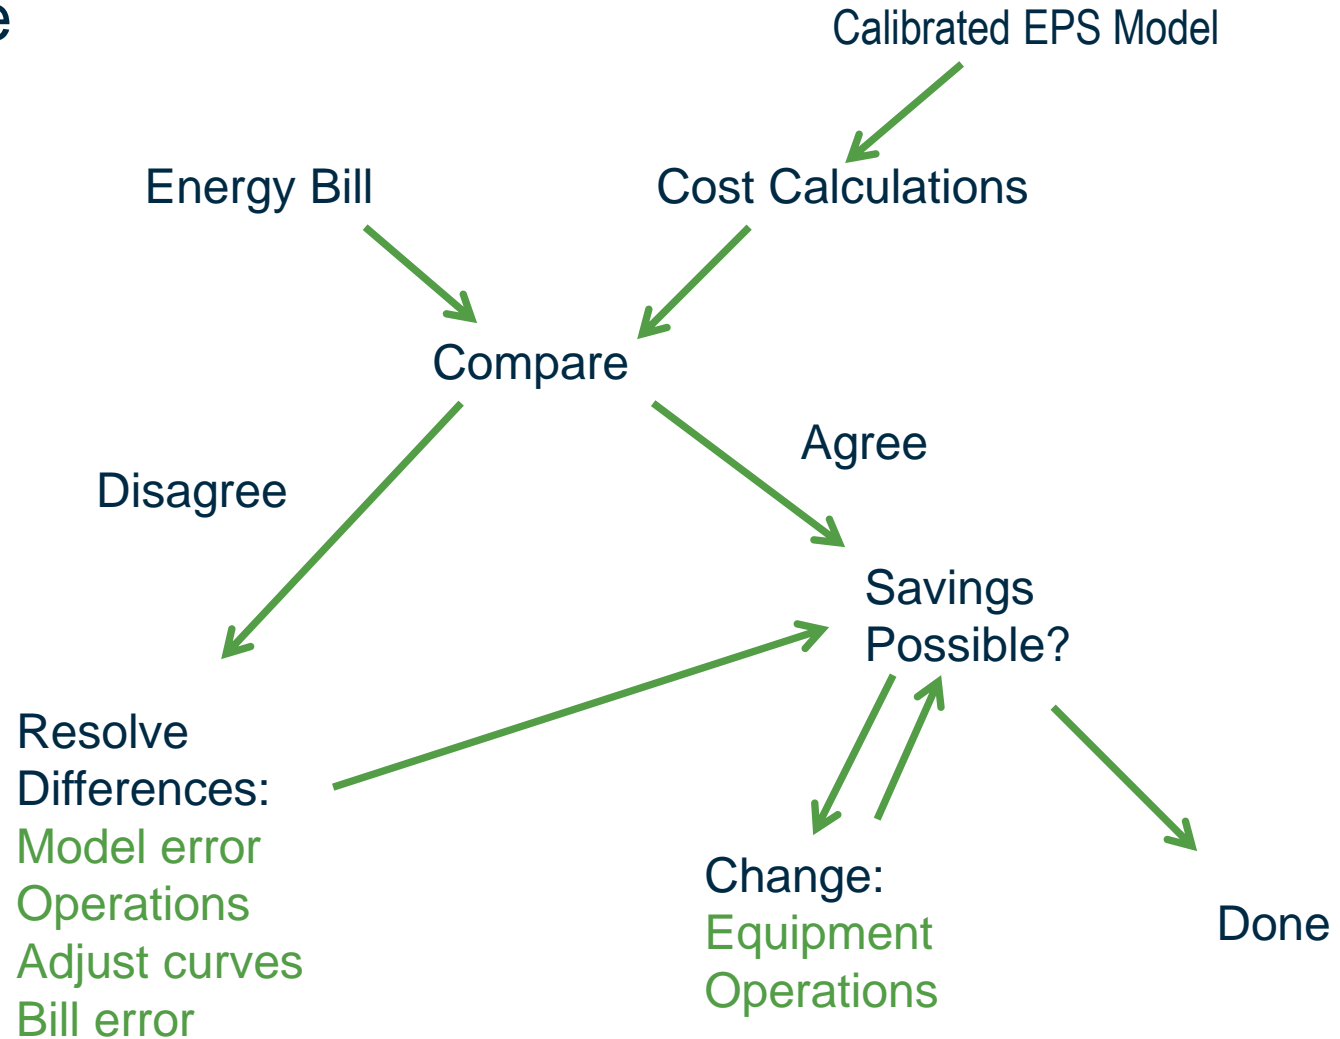 Calibrated EPS Model
Energy Bill
Cost Calculations
Compare
Agree
Disagree
Savings
Possible?
Resolve
Differences:
Model error
Operations
Adjust curves
Bill error
Change:
Equipment
Operations
Done